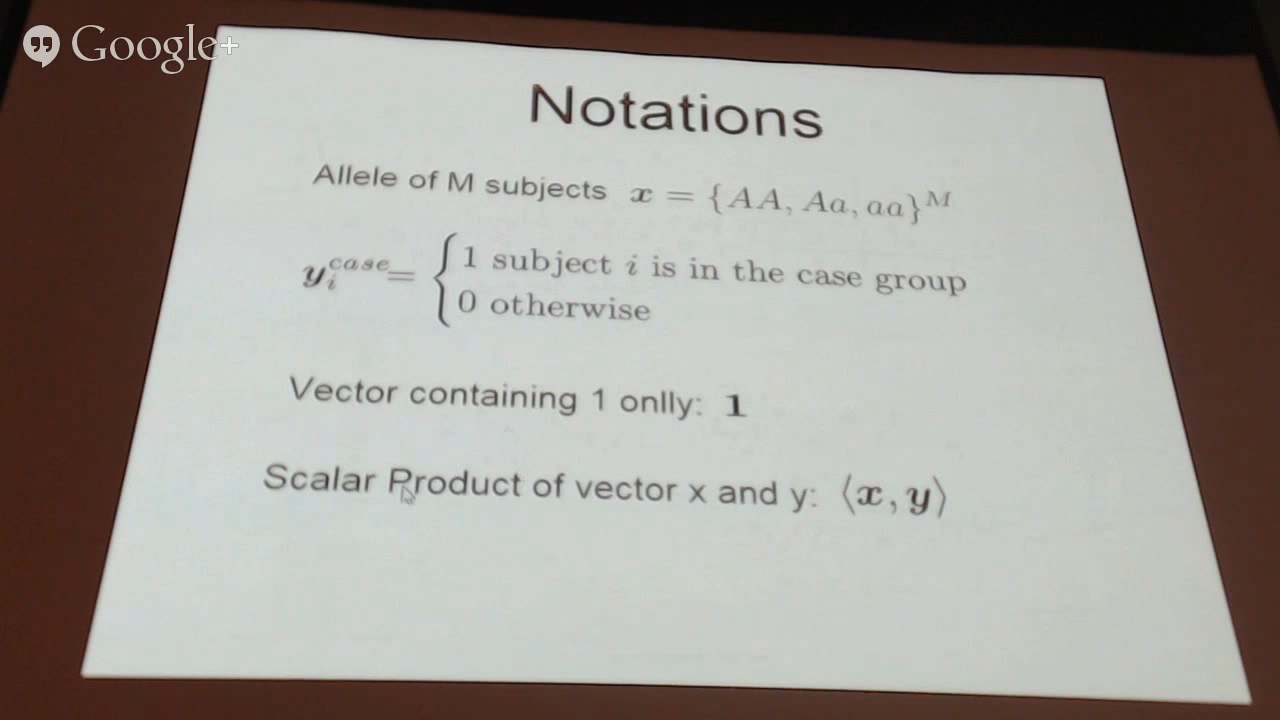 Google+
Notations
Allele of M subjects x = {AA, Aa, aa}^M
y_i^{case} = { 1 subject i is in the case group
0 otherwise
Vector containing 1 onlly: 1
Scalar Product of vector x and y: ⟨x, y⟩